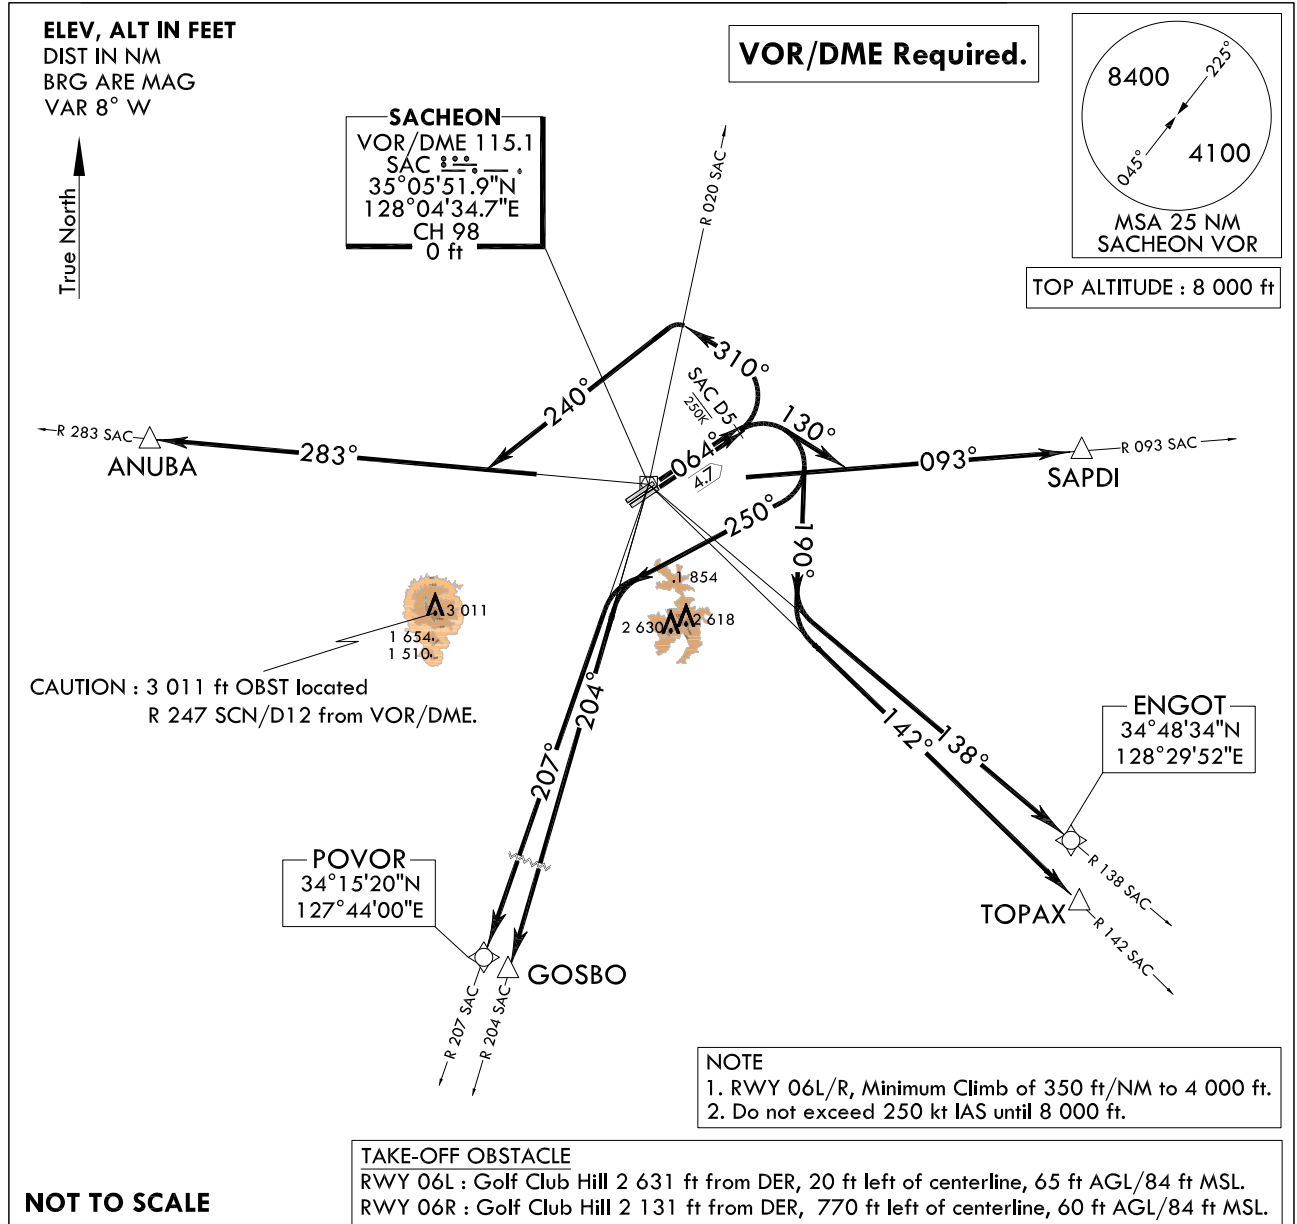 ELEV, ALT IN FEET
DIST IN NM
BRG ARE MAG
VAR 8° W
True North
VOR/DME Required.
8400
4100
225°
045°
MSA 25 NM
SACHEON VOR
TOP ALTITUDE : 8 000 ft
SACHEON
VOR/DME 115.1
SAC
35°05'51.9"N
128°04'34.7"E
CH 98
0 ft
R 020 SAC
310°
240°
SAC D5
250K
130°
064°
4.7
R 283 SAC
ANUBA
283°
093°
R 093 SAC
SAPDI
250°
190°
1 854
2 630
2 618
3 011
1 654
1 510
CAUTION : 3 011 ft OBST located
R 247 SCN/D12 from VOR/DME.
204°
207°
142°
138°
ENGOT
34°48'34"N
128°29'52"E
POVOR
34°15'20"N
127°44'00"E
R 138 SAC
TOPAX
R 142 SAC
GOSBO
R 207 SAC
R 204 SAC
NOTE
1. RWY 06L/R, Minimum Climb of 350 ft/NM to 4 000 ft.
2. Do not exceed 250 kt IAS until 8 000 ft.
TAKE-OFF OBSTACLE
RWY 06L : Golf Club Hill 2 631 ft from DER, 20 ft left of centerline, 65 ft AGL/84 ft MSL.
RWY 06R : Golf Club Hill 2 131 ft from DER, 770 ft left of centerline, 60 ft AGL/84 ft MSL.
NOT TO SCALE